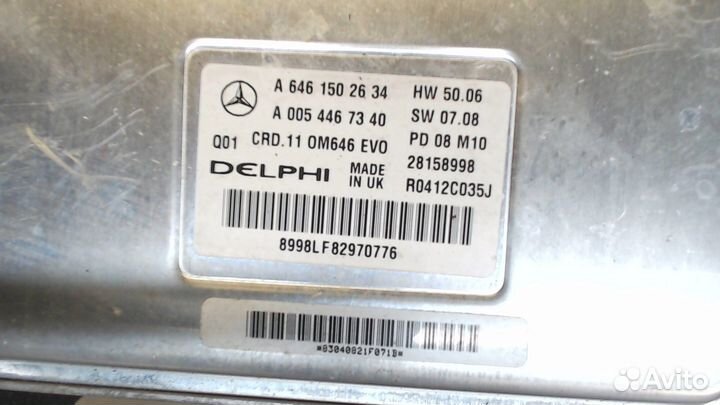 A 646 150 26 34 HW 50.06
A 005 446 73 40 SW 07.08
Q01 CRD.11 OM646 EVO PD 08 M10
DELPHI MADE IN UK 28158998
R0412C035J
8998LF82970776
*83040821F071B*
Avito